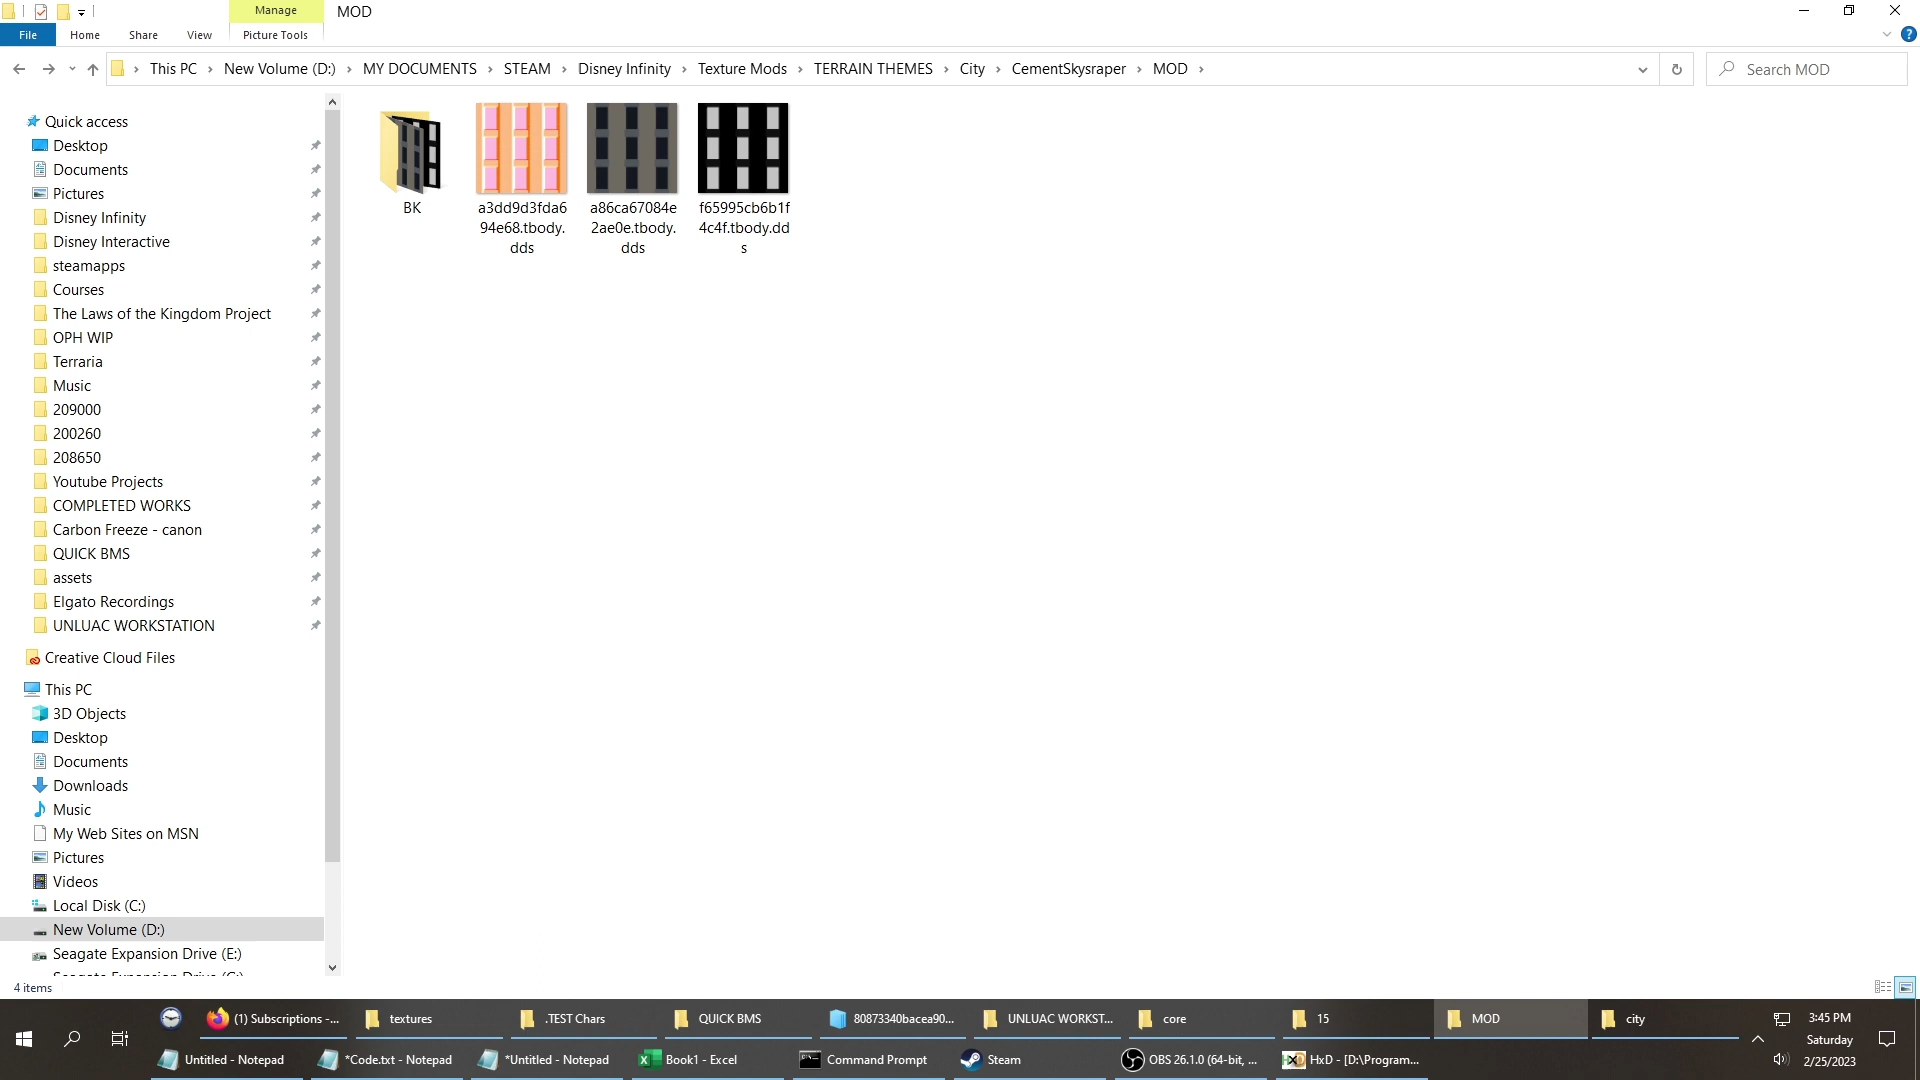 Manage
MOD
File
Home
Share
View
Picture Tools
This PC
New Volume (D:)
MY DOCUMENTS
STEAM
Disney Infinity
Texture Mods
TERRAIN THEMES
City
CementSkysraper
MOD
Search MOD
Quick access
Desktop
Documents
Pictures
Disney Infinity
Disney Interactive
steamapps
Courses
The Laws of the Kingdom Project
OPH WIP
Terraria
Music
209000
200260
208650
Youtube Projects
COMPLETED WORKS
Carbon Freeze - canon
QUICK BMS
assets
Elgato Recordings
UNLUAC WORKSTATION
Creative Cloud Files
This PC
3D Objects
Desktop
Documents
Downloads
Music
My Web Sites on MSN
Pictures
Videos
Local Disk (C:)
New Volume (D:)
Seagate Expansion Drive (E:)
BK
a3dd9d3fda6
94e68.tbody.
dds
a86ca67084e
2ae0e.tbody.
dds
f65995cb6b1f
4c4f.tbody.dd
s
4 items
(1) Subscriptions -...
textures
.TEST Chars
QUICK BMS
80873340bacea90...
UNLUAC WORKST...
core
15
MOD
city
Untitled - Notepad
*Code.txt - Notepad
*Untitled - Notepad
Book1 - Excel
Command Prompt
Steam
OBS 26.1.0 (64-bit, ...
HxD - [D:\Program...
3:45 PM
Saturday
2/25/2023